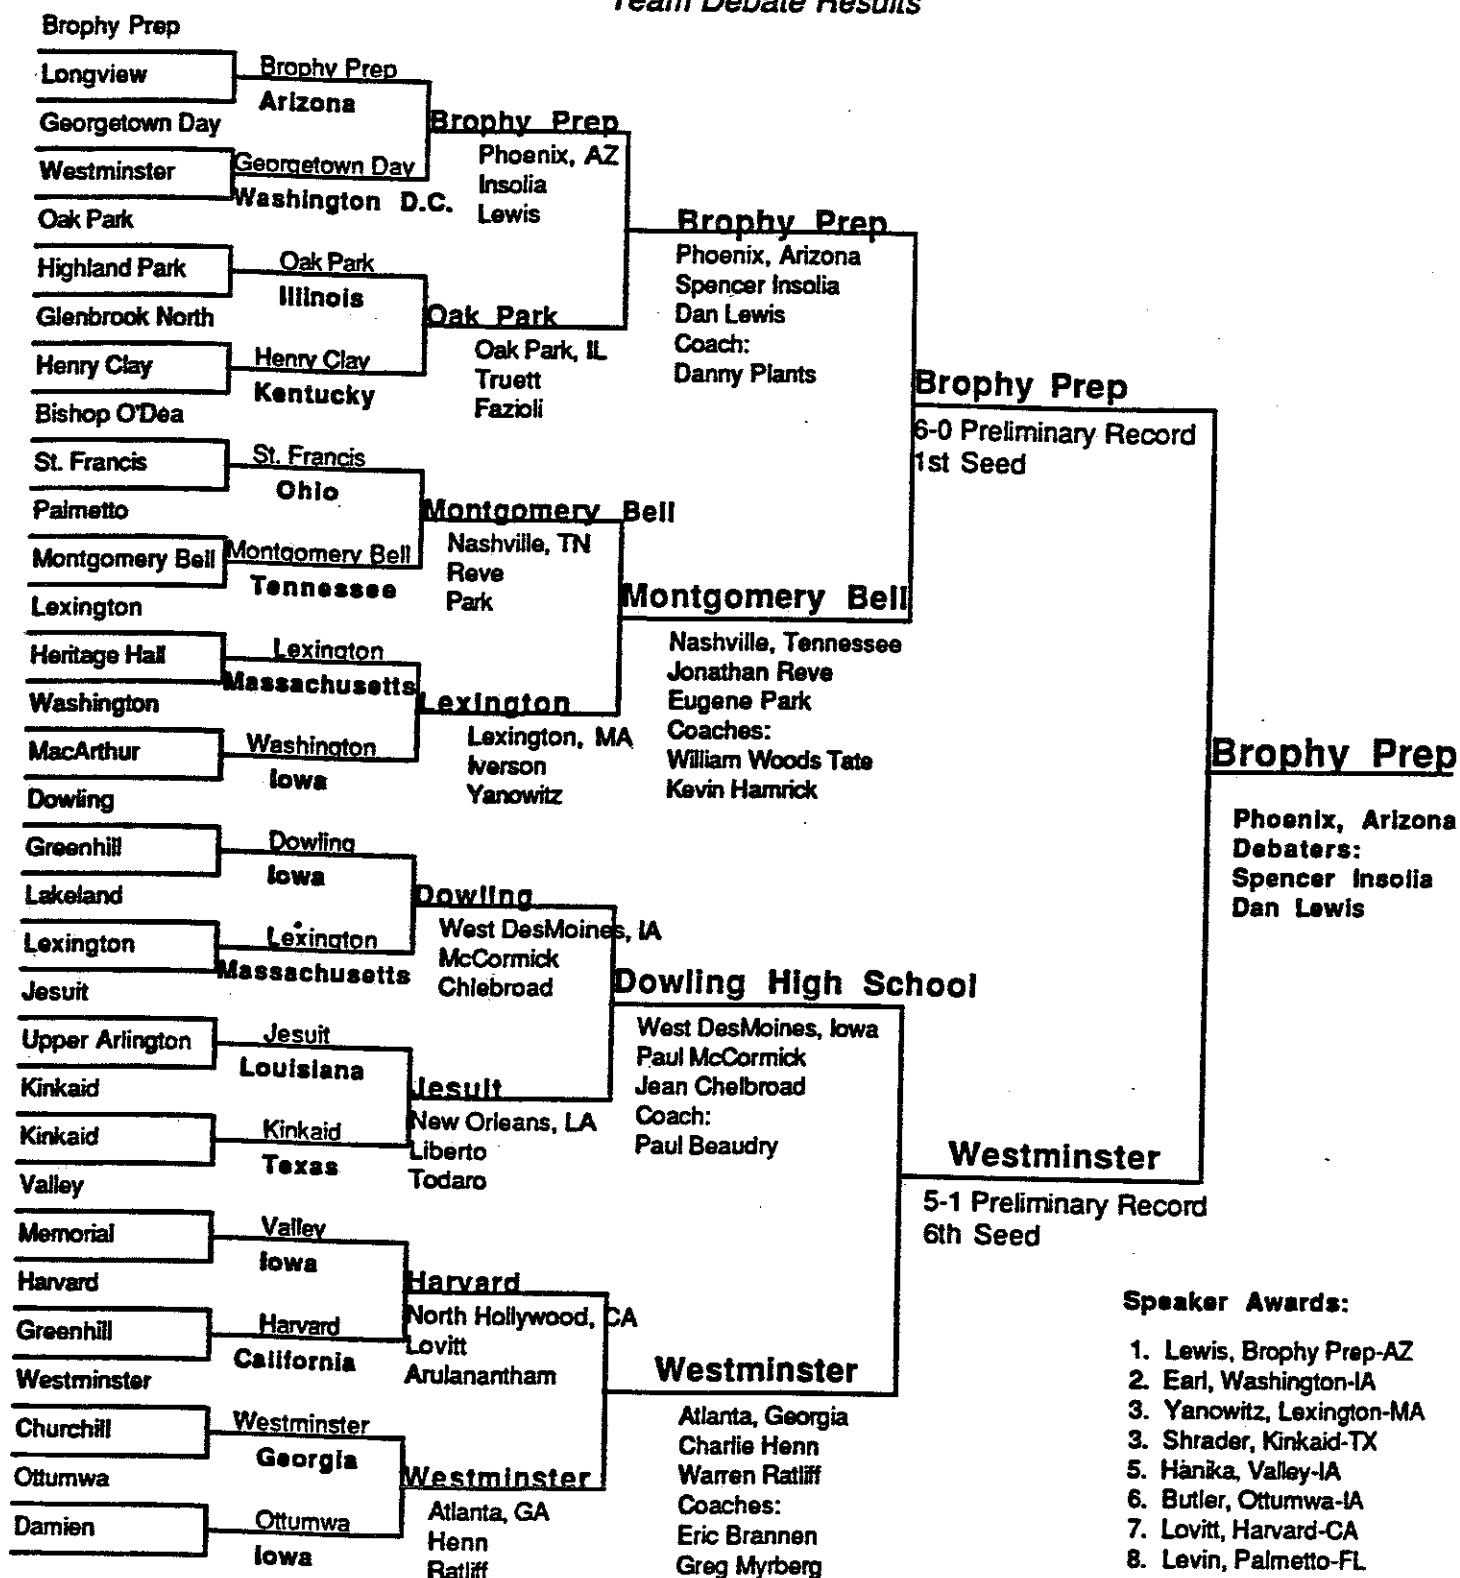 Team Debate Results
Brophy Prep
Longview
Georgetown Day
Westminster
Oak Park
Highland Park
Glenbrook North
Henry Clay
Bishop O'Dea
St. Francis
Palmetto
Montgomery Bell
Lexington
Heritage Hall
Washington
MacArthur
Dowling
Greenhill
Lakeland
Lexington
Jesuit
Upper Arlington
Kinkaid
Kinkaid
Valley
Memorial
Harvard
Greenhill
Westminster
Churchill
Ottumwa
Damien
Brophy Prep
Arizona
Georgetown Day
Washington D.C.
Oak Park
Illinois
Henry Clay
Kentucky
St. Francis
Ohio
Montgomery Bell
Tennessee
Lexington
Massachusetts
Washington
Iowa
Dowling
Iowa
Lexington
Massachusetts
Jesuit
Louisiana
Kinkaid
Texas
Valley
Iowa
Harvard
California
Westminster
Georgia
Ottumwa
Iowa
Brophy Prep
Phoenix, AZ
Insolia
Lewis
Oak Park
Oak Park, IL
Truett
Fazioli
Montgomery Bell
Nashville, TN
Reve
Park
Lexington
Lexington, MA
Iverson
Yanowitz
Dowling
West DesMoines, IA
McCormick
Chlebroad
Jesuit
New Orleans, LA
Liberto
Todaro
Harvard
North Hollywood, CA
Lovitt
Arulanantham
Westminster
Atlanta, GA
Henn
Ratliff
Brophy Prep
Phoenix, Arizona
Spencer Insolia
Dan Lewis
Coach:
Danny Plants
Montgomery Bell
Nashville, Tennessee
Jonathan Reve
Eugene Park
Coaches:
William Woods Tate
Kevin Hamrick
Dowling High School
West DesMoines, Iowa
Paul McCormick
Jean Chelbroad
Coach:
Paul Beaudry
Westminster
Atlanta, Georgia
Charlie Henn
Warren Ratliff
Coaches:
Eric Brannen
Greg Myrberg
Brophy Prep
6-0 Preliminary Record
1st Seed
Westminster
5-1 Preliminary Record
6th Seed
Brophy Prep
Phoenix, Arizona
Debaters:
Spencer Insolia
Dan Lewis
Speaker Awards:
1. Lewis, Brophy Prep-AZ
2. Earl, Washington-IA
3. Yanowitz, Lexington-MA
3. Shrader, Kinkaid-TX
5. Hanika, Valley-IA
6. Butler, Ottumwa-IA
7. Lovitt, Harvard-CA
8. Levin, Palmetto-FL